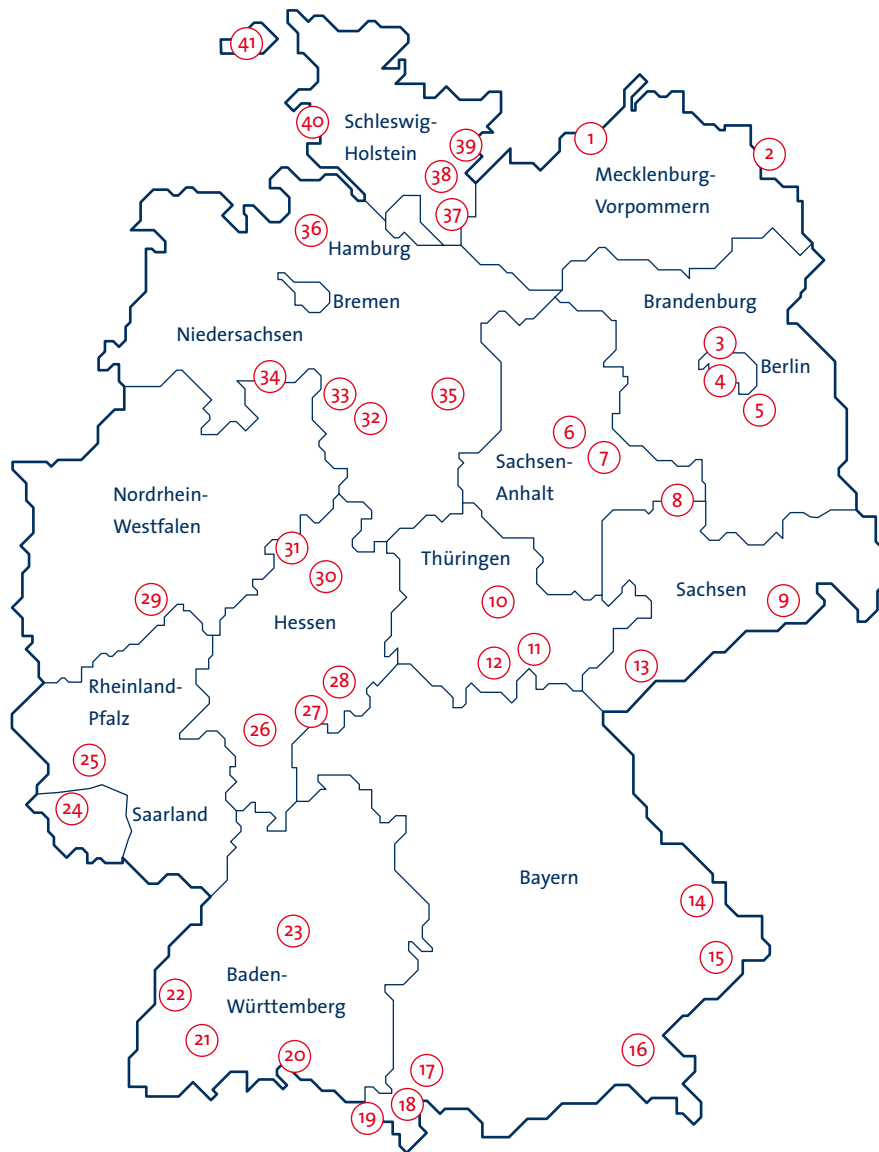 41
40
Schleswig-
Holstein
39
38
37
1
2
Mecklenburg-
Vorpommern
36
Hamburg
Bremen
Niedersachsen
Brandenburg
3
Berlin
4
5
34
33
32
35
6
7
Sachsen-
Anhalt
8
Nordrhein-
Westfalen
31
30
Thüringen
29
Hessen
10
Sachsen
9
12
11
13
Rheinland-
Pfalz
28
27
26
25
24
Saarland
Bayern
14
15
16
23
Baden-
Württemberg
22
21
20
17
18
19